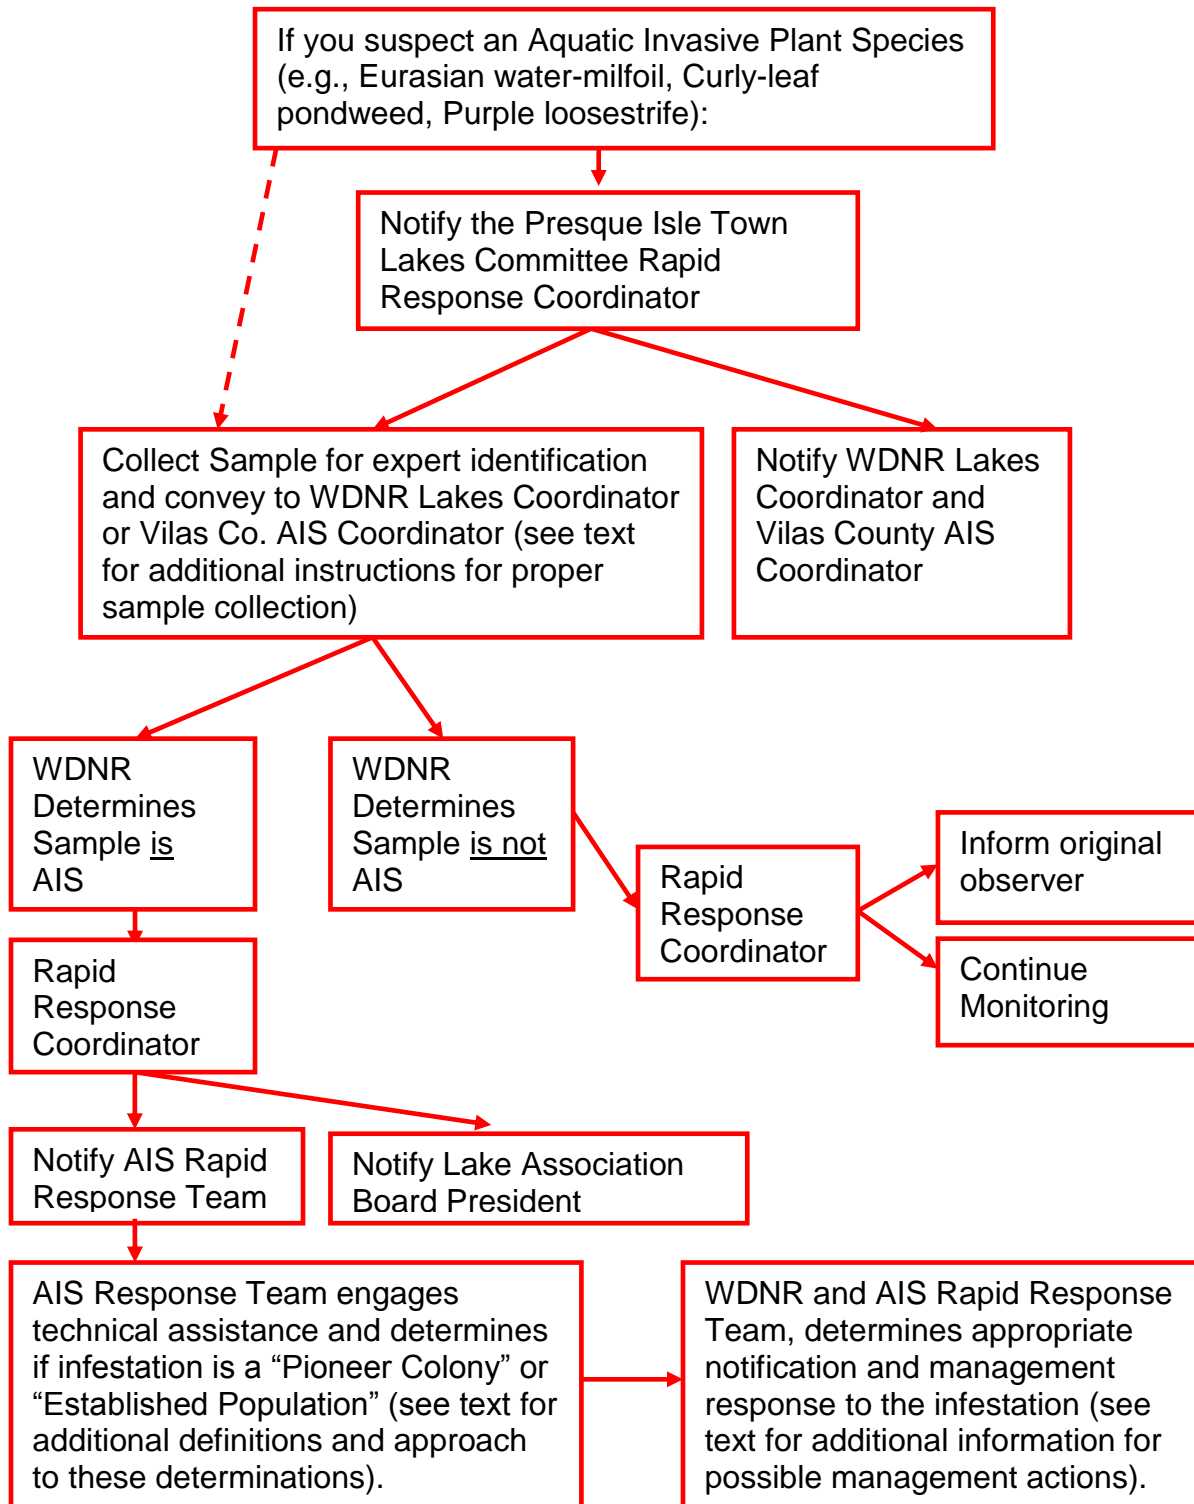 If you suspect an Aquatic Invasive Plant Species
(e.g., Eurasian water-milfoil, Curly-leaf
pondweed, Purple loosestrife):
Notify the Presque Isle Town
Lakes Committee Rapid
Response Coordinator
Collect Sample for expert identification
and convey to WDNR Lakes Coordinator
or Vilas Co. AIS Coordinator (see text
for additional instructions for proper
sample collection)
Notify WDNR Lakes
Coordinator and
Vilas County AIS
Coordinator
WDNR
Determines
Sample is
AIS
WDNR
Determines
Sample is not
AIS
Rapid
Response
Coordinator
Inform original
observer
Continue
Monitoring
Rapid
Response
Coordinator
Notify AIS Rapid
Response Team
Notify Lake Association
Board President
AIS Response Team engages
technical assistance and determines
if infestation is a “Pioneer Colony” or
“Established Population” (see text for
additional definitions and approach
to these determinations).
WDNR and AIS Rapid Response
Team, determines appropriate
notification and management
response to the infestation (see
text for additional information for
possible management actions).